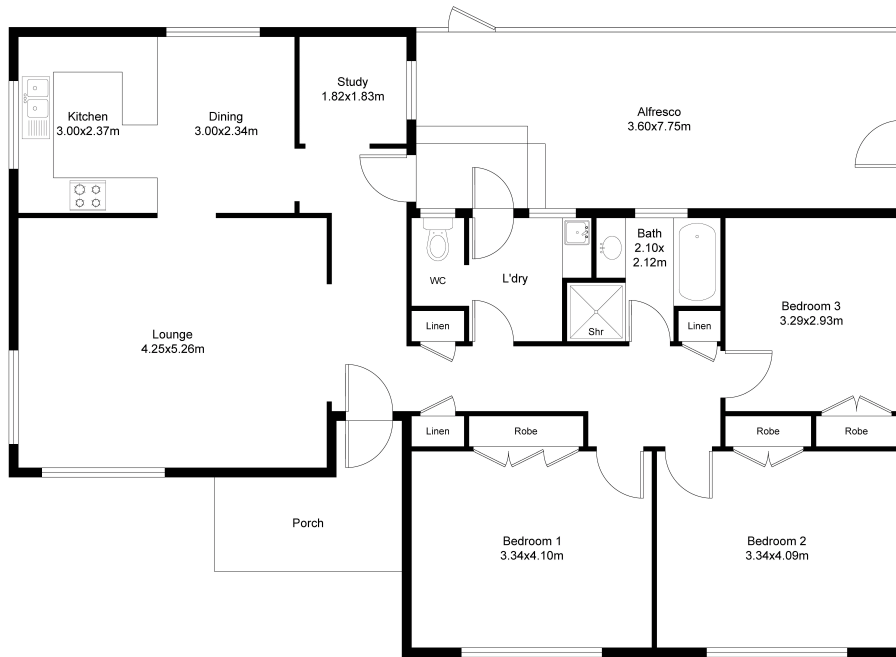 Kitchen
3.00x2.37m
Dining
3.00x2.34m
Study
1.82x1.83m
Alfresco
3.60x7.75m
WC
L'dry
Bath
2.10x
2.12m
Shr
Linen
Linen
Bedroom 3
3.29x2.93m
Lounge
4.25x5.26m
Linen
Robe
Robe
Robe
Porch
Bedroom 1
3.34x4.10m
Bedroom 2
3.34x4.09m